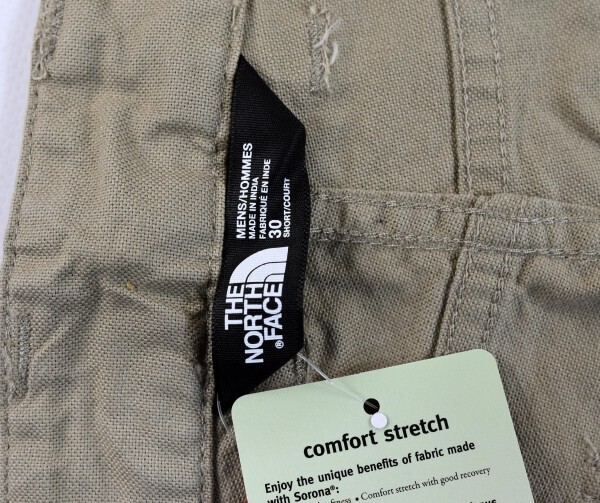 MENS/HOMMES
MADE IN INDIA
FABRIQUÉ EN INDE
30
SHORT/COURT
THE
NORTH
FACE®
comfort stretch
Enjoy the unique benefits of fabric made
with Sorona®:
• Comfort stretch with good recovery